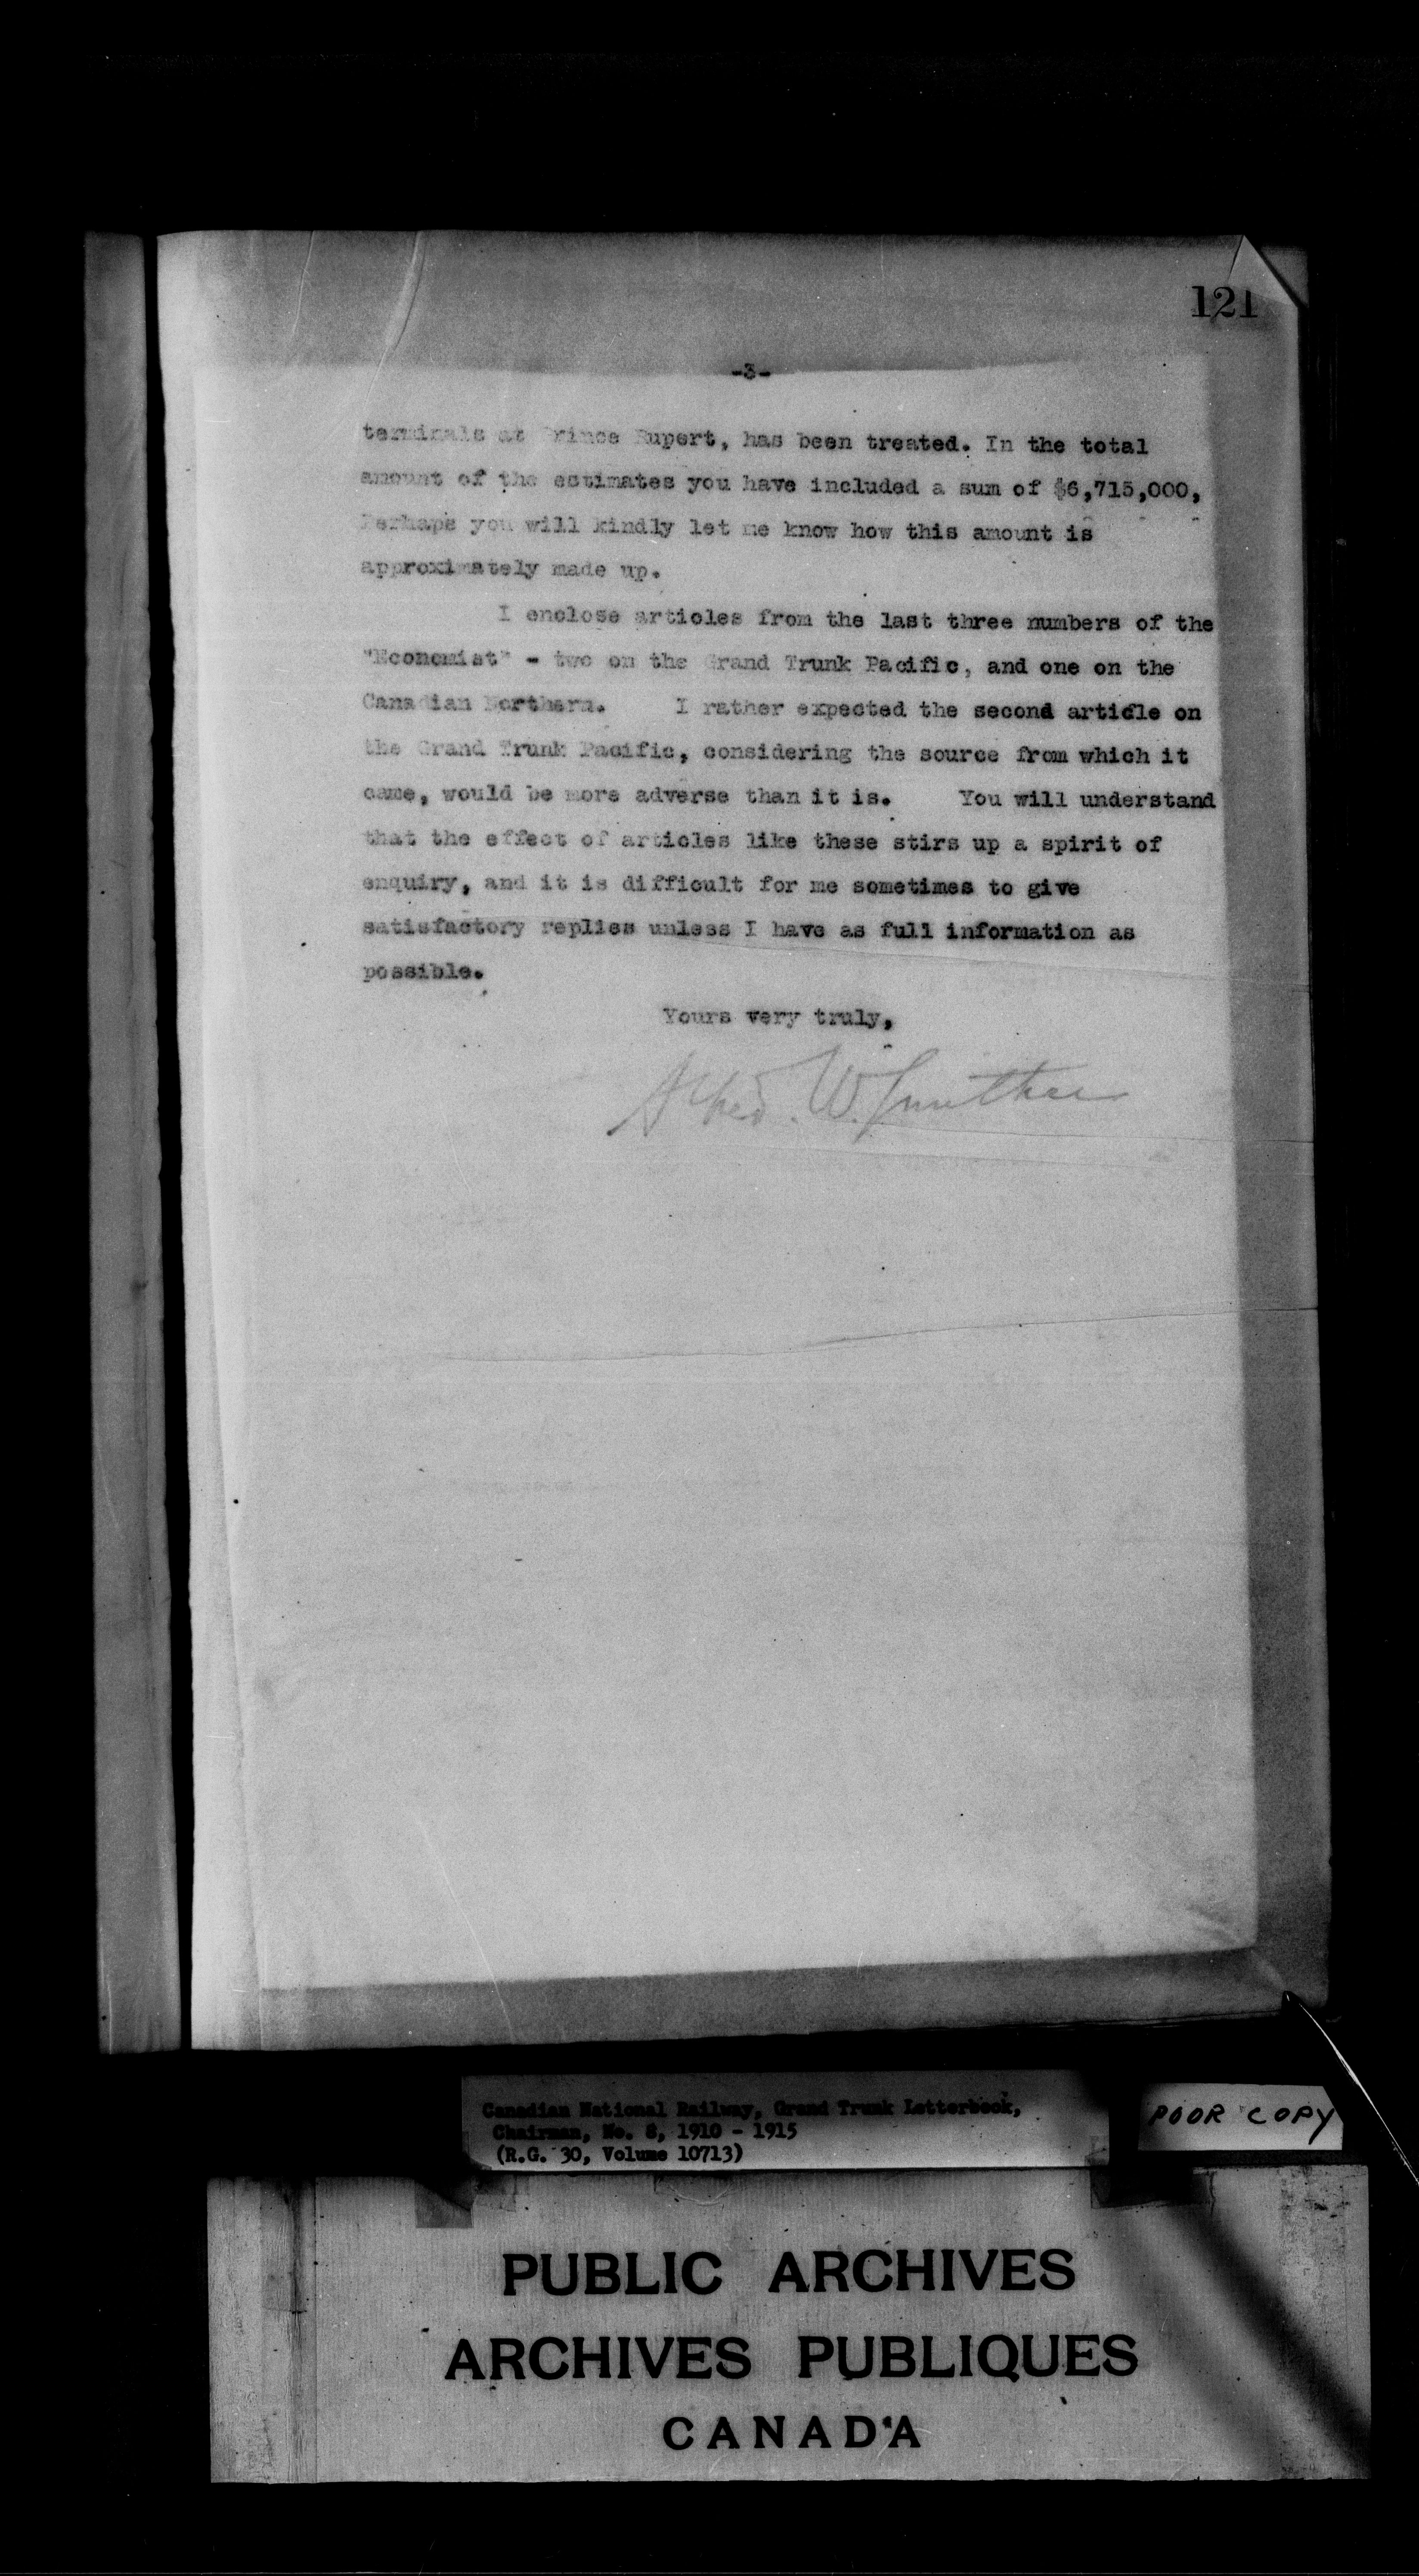 121
-3-
terminals at Prince Rupert, has been treated. In the total
amount of the estimates you have included a sum of $6,715,000,
Perhaps you will kindly let me know how this amount is
approximately made up.
I enclose articles from the last three numbers of the
"Economist" - two on the Grand Trunk Pacific, and one on the
Canadian Northern. I rather expected the second article on
the Grand Trunk Pacific, considering the source from which it
came, would be more adverse than it is. You will understand
that the effect of articles like these stirs up a spirit of
enquiry, and it is difficult for me sometimes to give
satisfactory replies unless I have as full information as
possible.
Yours very truly,
Alfred W. Smithers
Canadian National Railway, Grand Trunk Letterbook,
Chairman, No. 8, 1910 - 1915
(R.G. 30, Volume 10713)
POOR COPY
PUBLIC ARCHIVES
ARCHIVES PUBLIQUES
CANADA